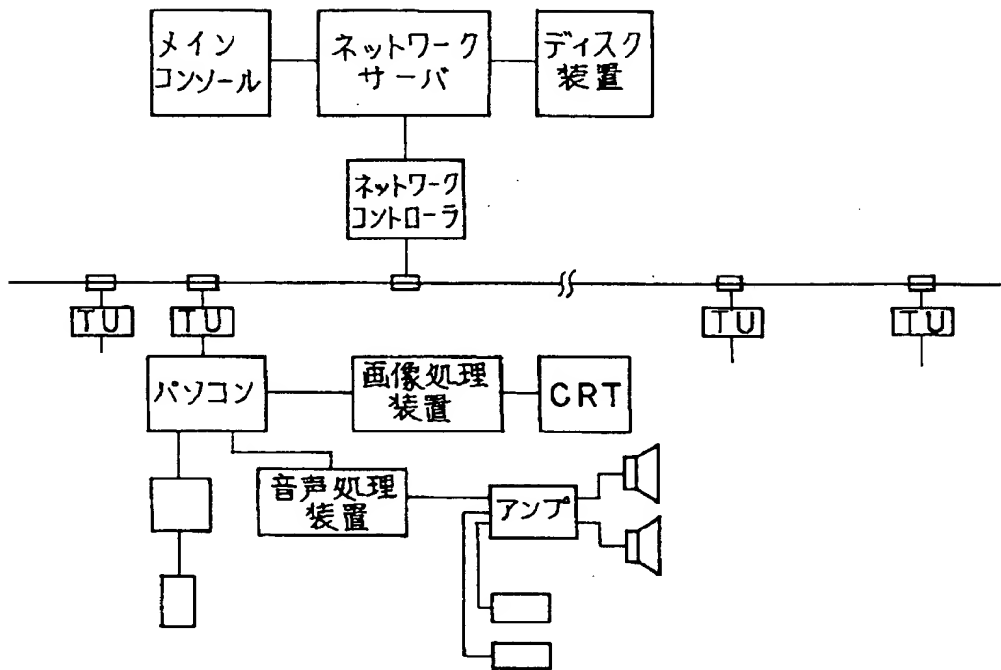 メイン
コンソール
ネットワーク
サーバ
ディスク
装置
ネットワーク
コントローラ
TU
TU
TU
TU
パソコン
画像処理
装置
CRT
音声処理
装置
アンプ